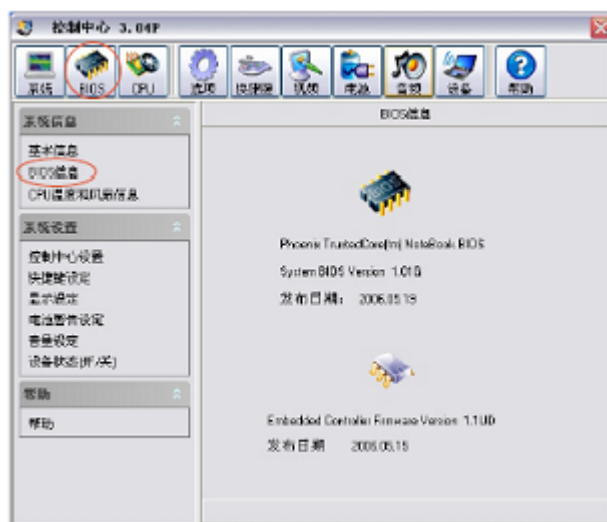 控制中心 3.04P
系统 BIOS CPU 选项 快捷键 视频 电池 音频 设备 帮助
系统信息
基本信息
BIOS信息
CPU温度和风扇信息
系统设置
控制中心设置
快捷键设定
显示设定
电池警告设定
音量设定
设备状态(开/关)
帮助
帮助
BIOS信息
Phoenix TrustedCore(tm) NoteBook BIOS
System BIOS Version 1.01G
发布日期: 2006.05.19
Embedded Controller Firmware Version 1.1UD
发布日期 2006.05.15